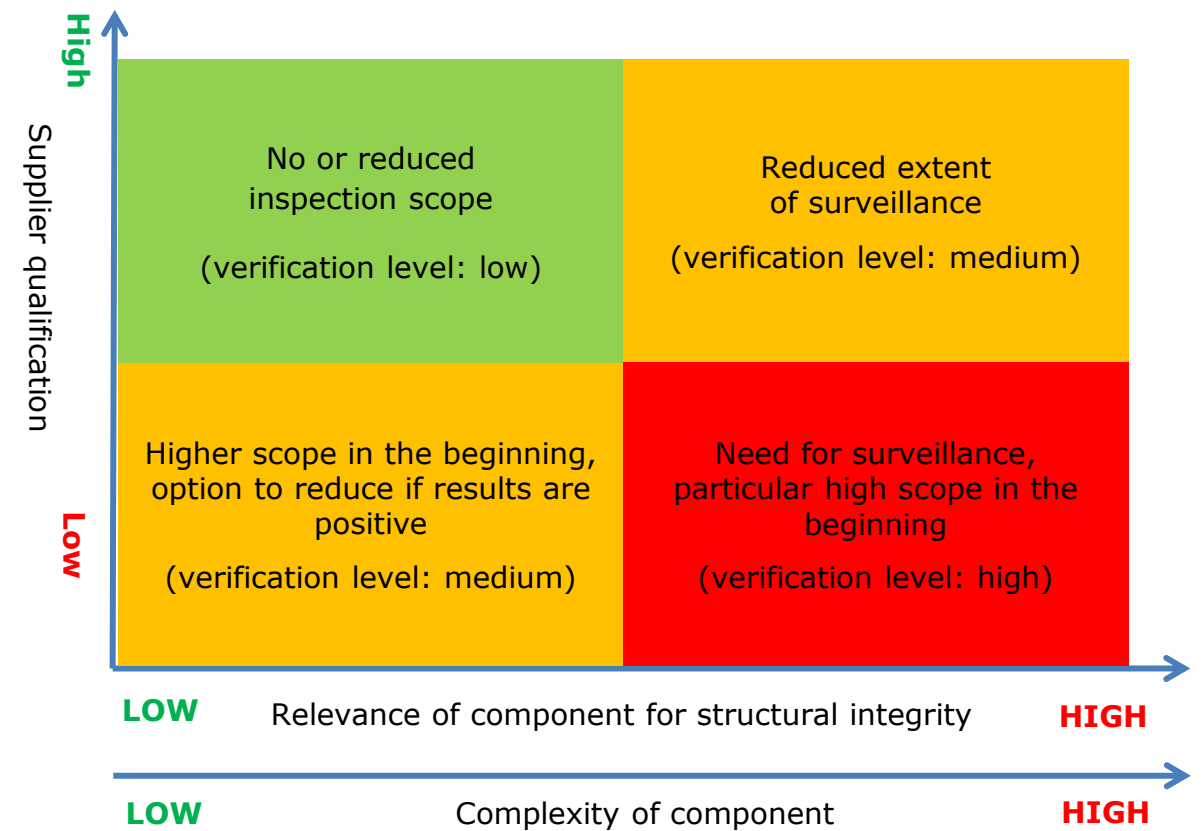 High
Supplier qualification
Low
No or reduced
inspection scope
(verification level: low)
Reduced extent
of surveillance
(verification level: medium)
Higher scope in the beginning,
option to reduce if results are
positive
(verification level: medium)
Need for surveillance,
particular high scope in the
beginning
(verification level: high)
LOW
Relevance of component for structural integrity
HIGH
LOW
Complexity of component
HIGH